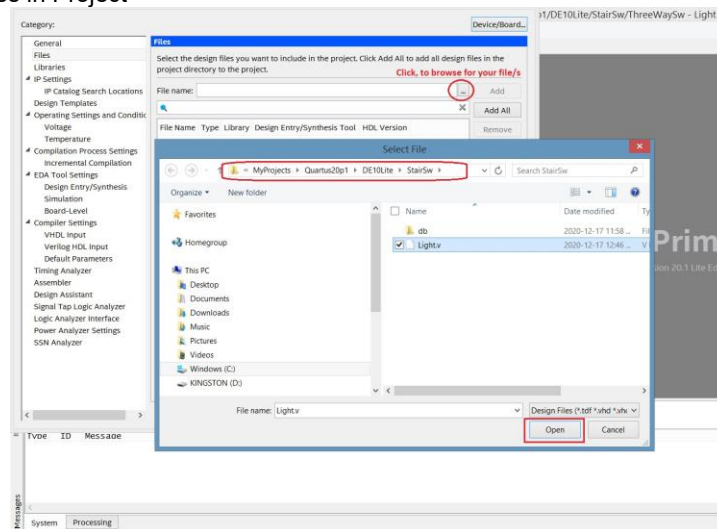 es in Project
Category:
Device/Board...
p1/DE10Lite/StairSw/ThreeWaySw - Light
General
Files
Libraries
IP Settings
IP Catalog Search Locations
Design Templates
Operating Settings and Conditic
Voltage
Temperature
Compilation Process Settings
Incremental Compilation
EDA Tool Settings
Design Entry/Synthesis
Simulation
Board-Level
Compiler Settings
VHDL Input
Verilog HDL Input
Default Parameters
Timing Analyzer
Assembler
Design Assistant
Signal Tap Logic Analyzer
Logic Analyzer Interface
Power Analyzer Settings
SSN Analyzer
Files
Select the design files you want to include in the project. Click Add All to add all design files in the
project directory to the project.
Click, to browse for your file/s
File name: ... Add
Add All
File Name Type Library Design Entry/Synthesis Tool HDL Version Remove
Select File
« MyProjects › Quartus20p1 › DE10Lite › StairSw › Search StairSw
Organize New folder
Favorites
Homegroup
This PC
Desktop
Documents
Downloads
Music
Pictures
Videos
Windows (C:)
KINGSTON (D:)
Name Date modified Ty
db 2020-12-17 11:58 ... Fil
Light.v 2020-12-17 12:46 ... V
File name: Light.v Design Files (*.tdf *.vhd *.vh
Open Cancel
Prim
sion 20.1 Lite Ed
Type ID Message
Messages
System Processing